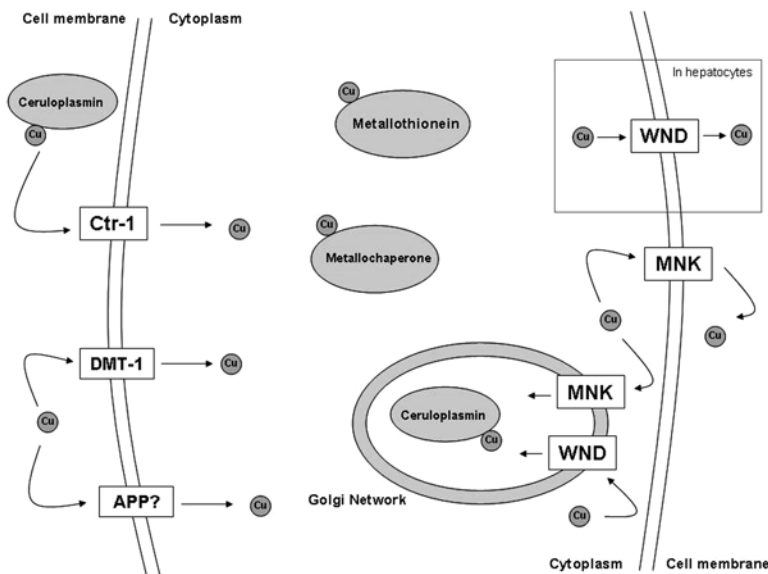 Cell membrane
Cytoplasm
Ceruloplasmin
Cu
Ctr-1
Cu
DMT-1
Cu
Cu
APP?
Cu
Cu
Metallothionein
Cu
Metallochaperone
In hepatocytes
Cu
WND
Cu
MNK
Cu
Cu
MNK
Ceruloplasmin
Cu
WND
Golgi Network
Cu
Cytoplasm
Cell membrane